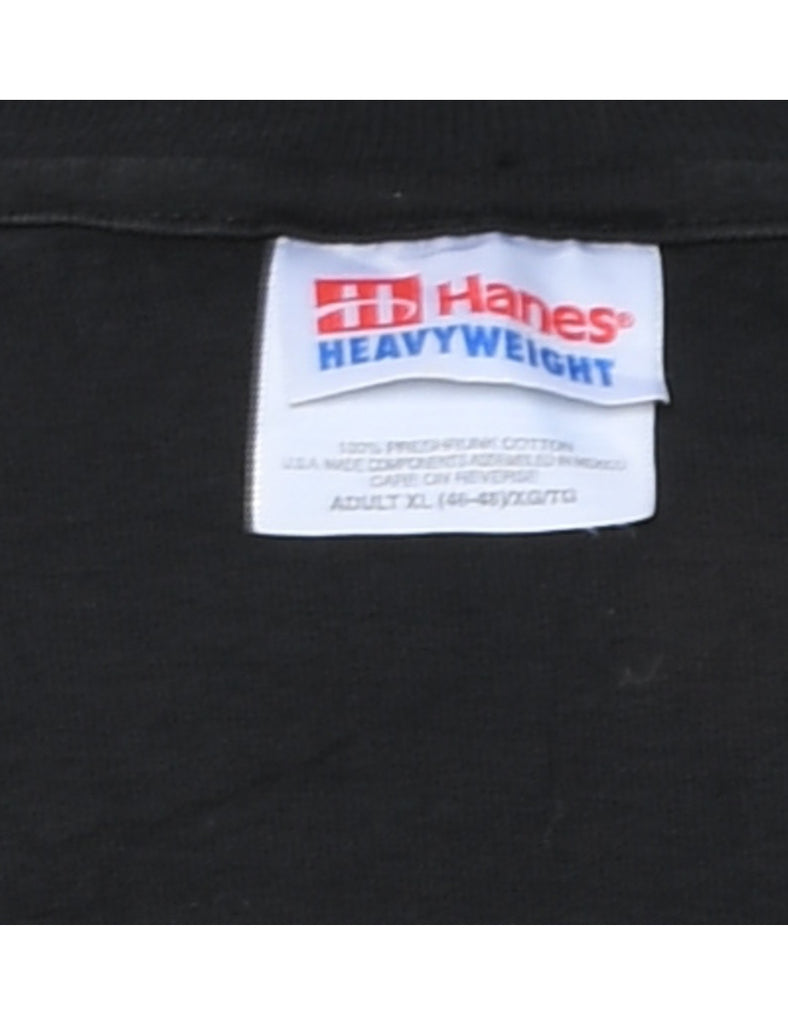 Hanes®
HEAVYWEIGHT
100% PRESHRUNK COTTON
U.S.A. MADE COMPONENTS ASSEMBLED IN MEXICO
CARE ON REVERSE
ADULT XL (46-48)/XG/TG